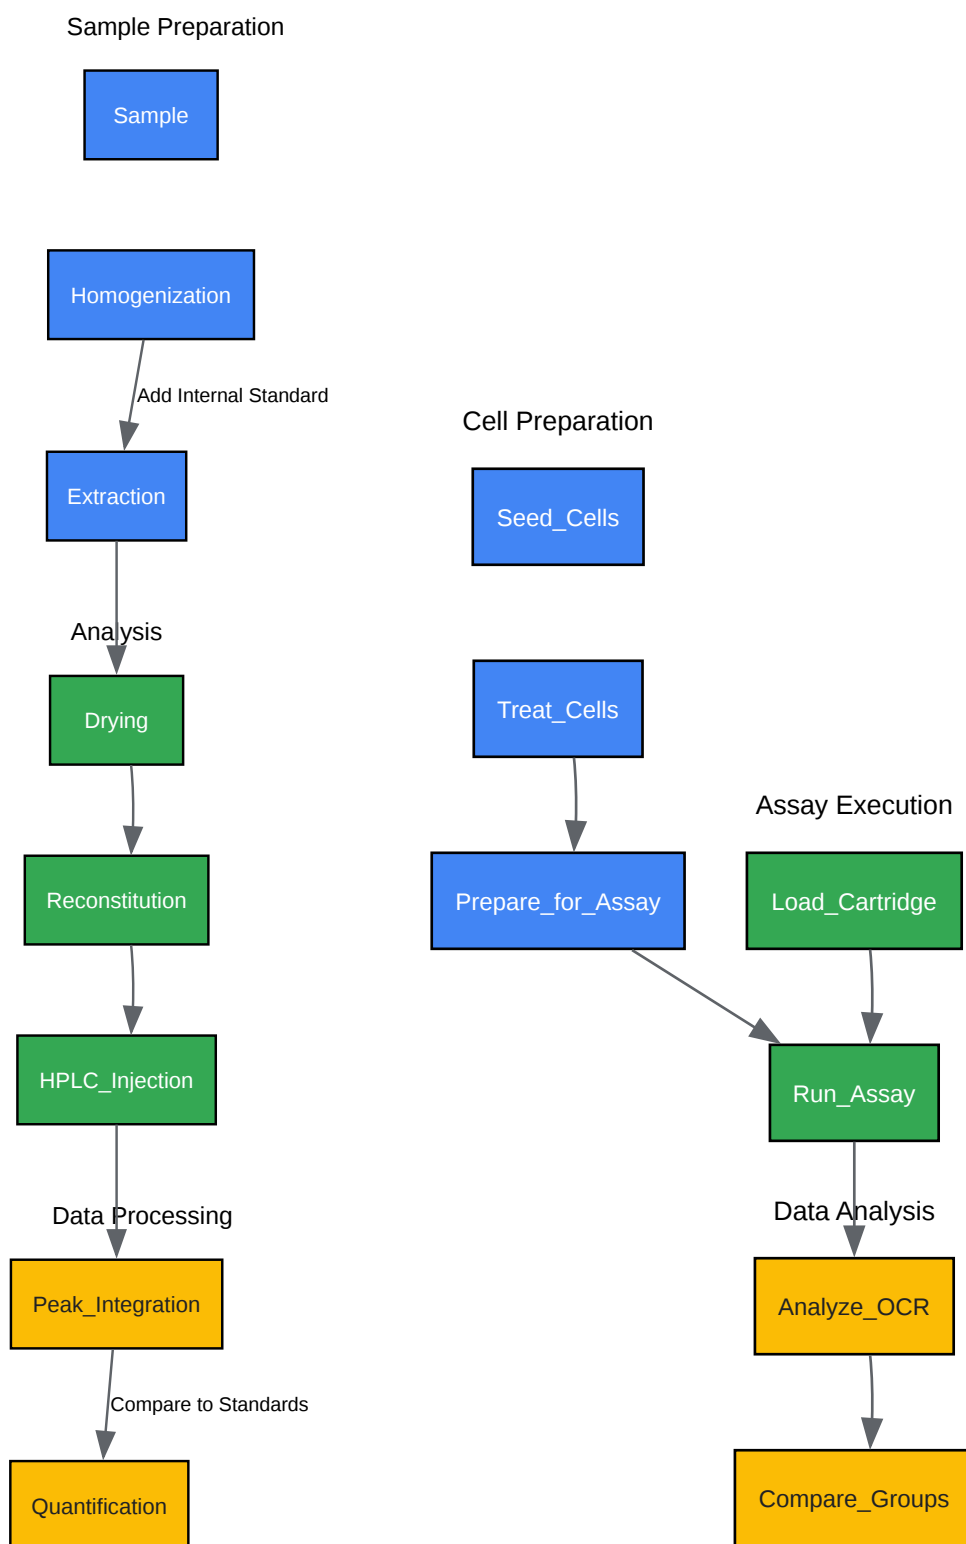 Sample Preparation
Sample
Homogenization
Add Internal Standard
Extraction
Analysis
Drying
Reconstitution
HPLC_Injection
Data Processing
Peak_Integration
Compare to Standards
Quantification
Cell Preparation
Seed_Cells
Treat_Cells
Prepare_for_Assay
Assay Execution
Load_Cartridge
Run_Assay
Data Analysis
Analyze_OCR
Compare_Groups